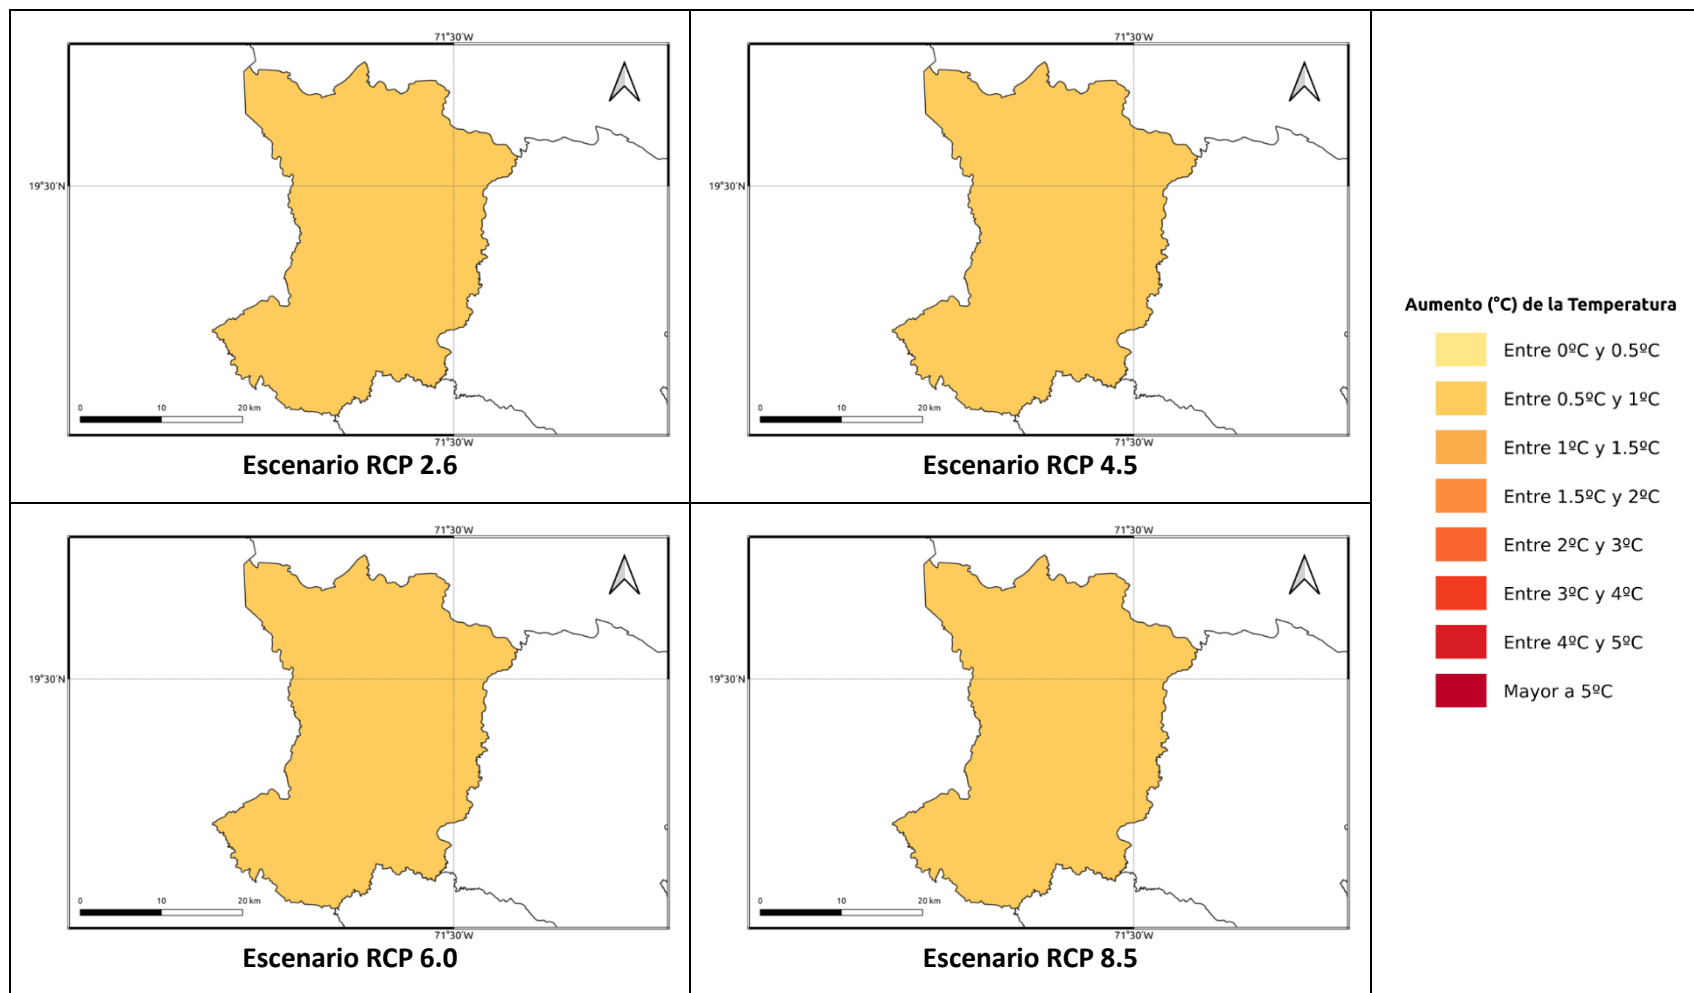 71°30'W
19°30'N
0 10 20 km
71°30'W
Escenario RCP 2.6
71°30'W
19°30'N
0 10 20 km
71°30'W
Escenario RCP 4.5
71°30'W
19°30'N
0 10 20 km
71°30'W
Escenario RCP 6.0
71°30'W
19°30'N
0 10 20 km
71°30'W
Escenario RCP 8.5
Aumento (°C) de la Temperatura
Entre 0ºC y 0.5ºC
Entre 0.5ºC y 1ºC
Entre 1ºC y 1.5ºC
Entre 1.5ºC y 2ºC
Entre 2ºC y 3ºC
Entre 3ºC y 4ºC
Entre 4ºC y 5ºC
Mayor a 5ºC